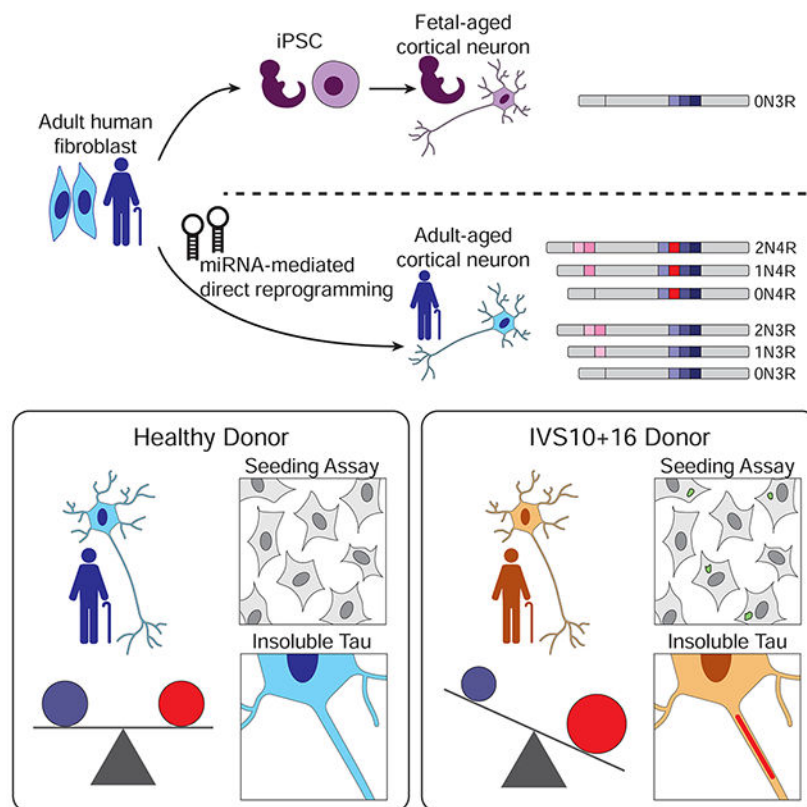 iPSC
Fetal-aged
cortical neuron
0N3R
Adult human
fibroblast
miRNA-mediated
direct reprogramming
Adult-aged
cortical neuron
2N4R
1N4R
0N4R
2N3R
1N3R
0N3R
Healthy Donor
Seeding Assay
Insoluble Tau
IVS10+16 Donor
Seeding Assay
Insoluble Tau